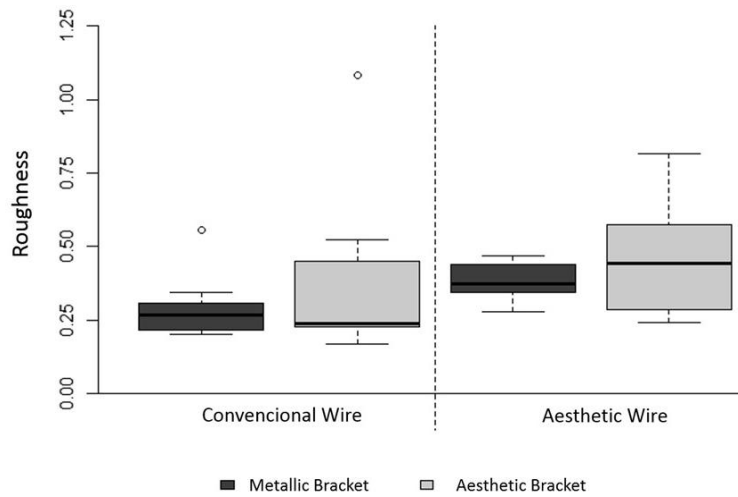 Roughness
1.25
1.00
0.75
0.50
0.25
0.00
Convencional Wire
Aesthetic Wire
Metallic Bracket
Aesthetic Bracket